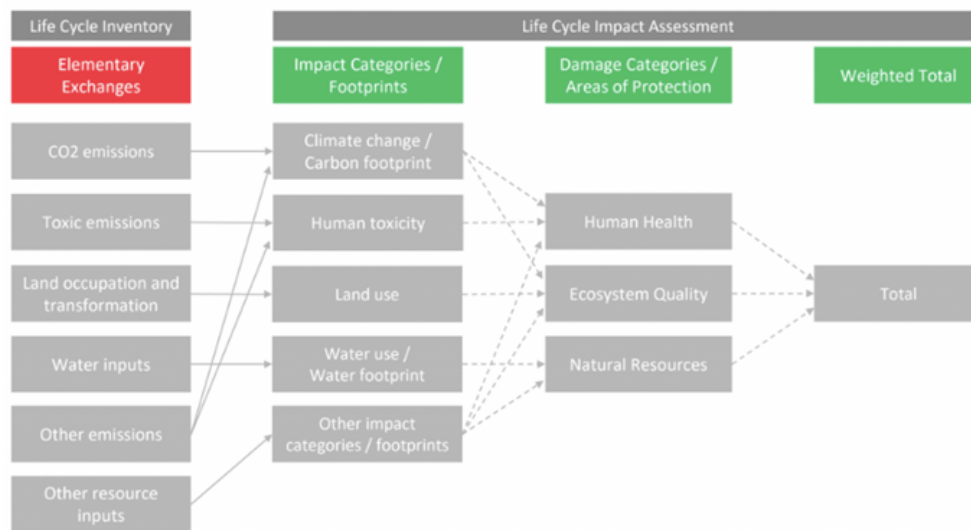 Life Cycle Inventory
Life Cycle Impact Assessment
Elementary
Exchanges
Impact Categories /
Footprints
Damage Categories /
Areas of Protection
Weighted Total
CO2 emissions
Climate change /
Carbon footprint
Toxic emissions
Human toxicity
Human Health
Land occupation and
transformation
Land use
Ecosystem Quality
Total
Water inputs
Water use /
Water footprint
Natural Resources
Other emissions
Other impact
categories / footprints
Other resource
inputs